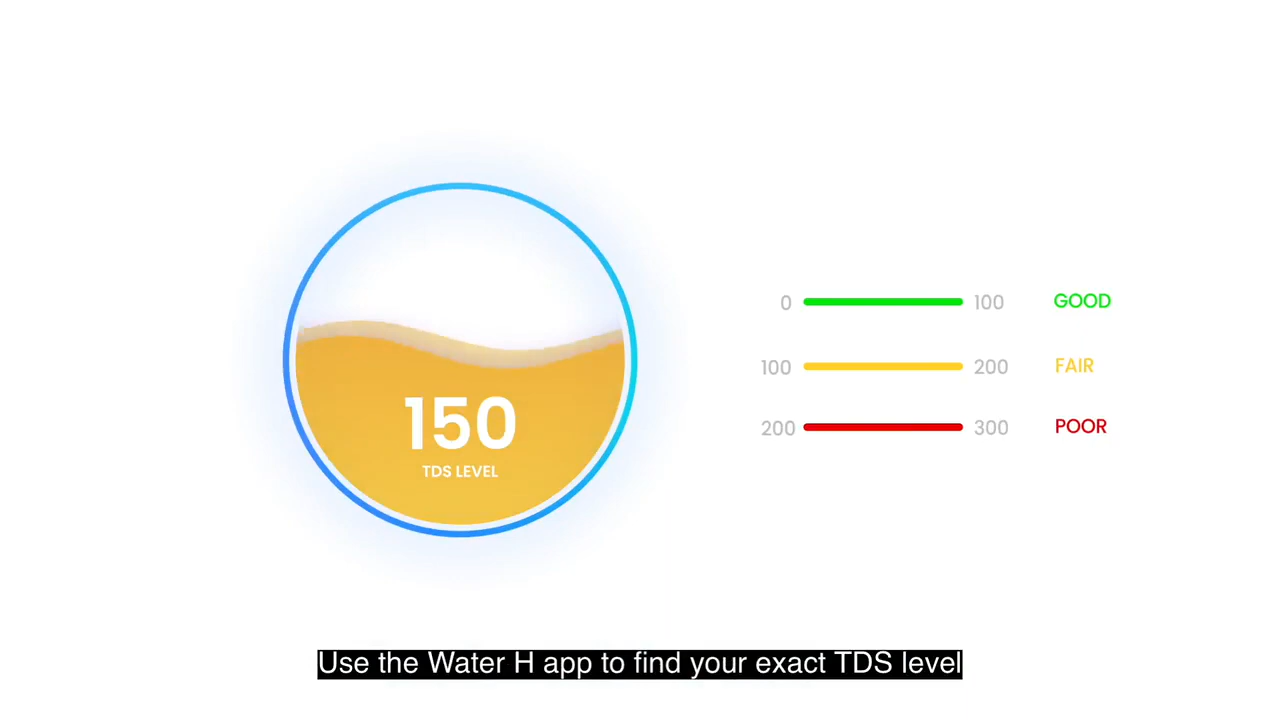 150
TDS LEVEL
0 100 GOOD
100 200 FAIR
200 300 POOR
Use the Water H app to find your exact TDS level